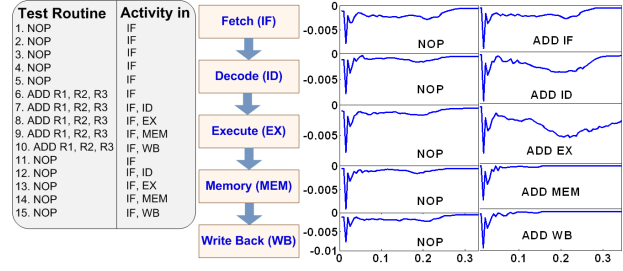 Test Routine Activity in
1. NOP IF
2. NOP IF
3. NOP IF
4. NOP IF
5. NOP IF
6. ADD R1, R2, R3 IF
7. ADD R1, R2, R3 IF, ID
8. ADD R1, R2, R3 IF, EX
9. ADD R1, R2, R3 IF, MEM
10. ADD R1, R2, R3 IF, WB
11. NOP IF
12. NOP IF, ID
13. NOP IF, EX
14. NOP IF, MEM
15. NOP IF, WB
Fetch (IF)
Decode (ID)
Execute (EX)
Memory (MEM)
Write Back (WB)
0
-0.005
NOP
ADD IF
-0.005
NOP
ADD ID
-0.005
NOP
ADD EX
-0.005
NOP
ADD MEM
-0.005
NOP
ADD WB
-0.01
0 0.1 0.2 0.3 0.1 0.2 0.3